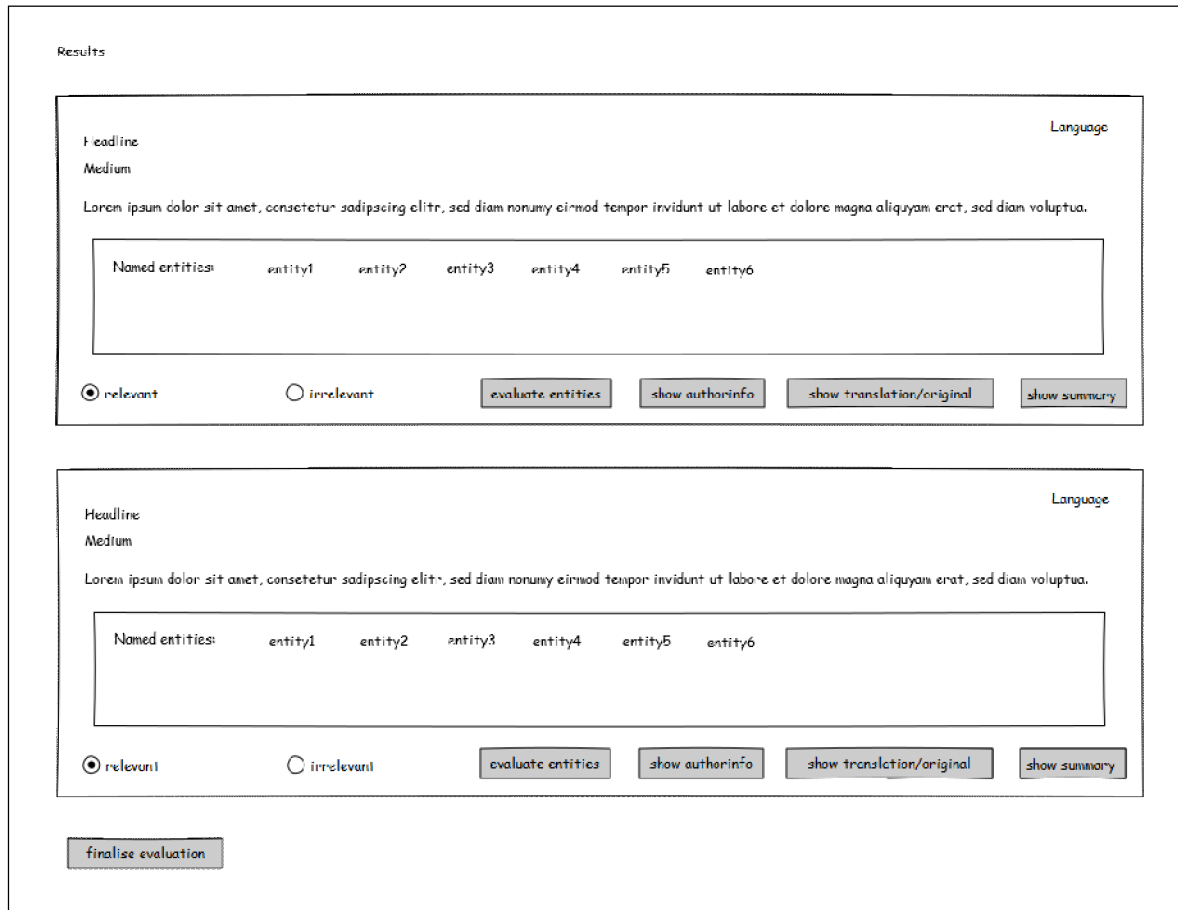 Results
Language
Headline
Medium
Lorem ipsum dolor sit amet, consetetur sadipscing elitr, sed diam nonumy eirmod tempor invidunt ut labore et dolore magna aliquyam erat, sed diam voluptua.
Named entities: entity1 entity2 entity3 entity4 entity5 entity6
relevant irrelevant evaluate entities show authorinfo show translation/original show summary
Language
Headline
Medium
Lorem ipsum dolor sit amet, consetetur sadipscing elitr, sed diam nonumy eirmod tempor invidunt ut labore et dolore magna aliquyam erat, sed diam voluptua.
Named entities: entity1 entity2 entity3 entity4 entity5 entity6
relevant irrelevant evaluate entities show authorinfo show translation/original show summary
finalise evaluation